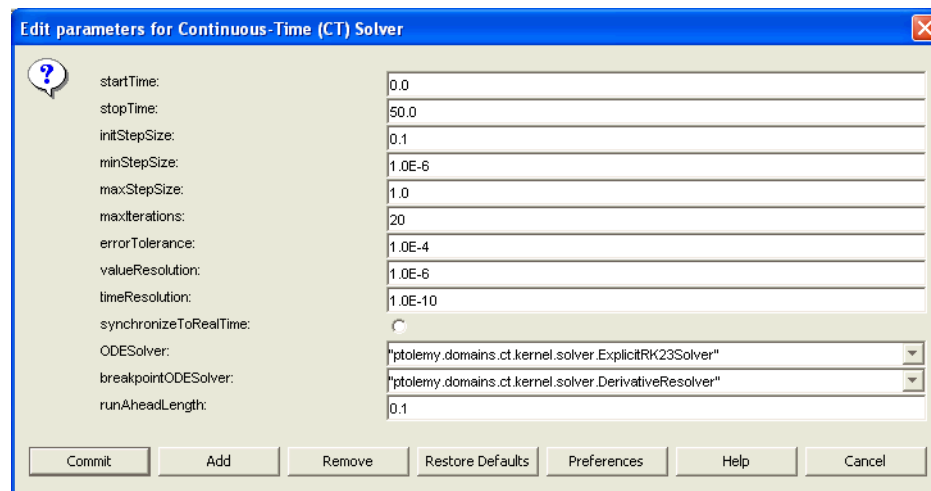 Edit parameters for Continuous-Time (CT) Solver
?
startTime: 0.0
stopTime: 50.0
initStepSize: 0.1
minStepSize: 1.0E-6
maxStepSize: 1.0
maxIterations: 20
errorTolerance: 1.0E-4
valueResolution: 1.0E-6
timeResolution: 1.0E-10
synchronizeToRealTime:
ODESolver: "ptolemy.domains.ct.kernel.solver.ExplicitRK23Solver"
breakpointODESolver: "ptolemy.domains.ct.kernel.solver.DerivativeResolver"
runAheadLength: 0.1
Commit Add Remove Restore Defaults Preferences Help Cancel